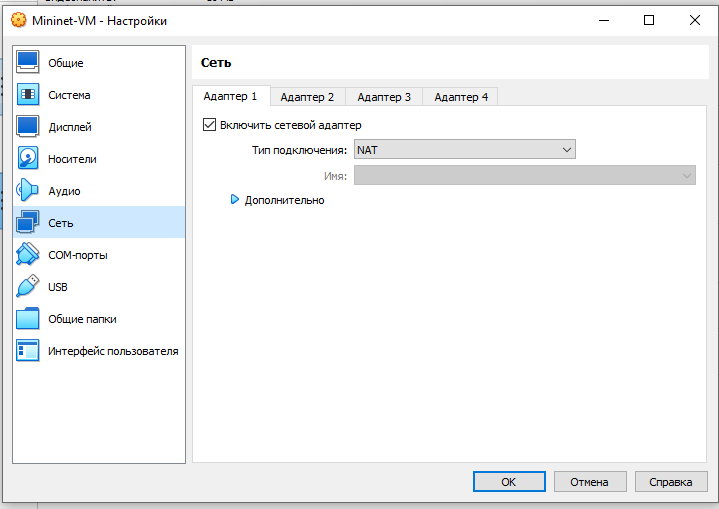 Mininet-VM - Настройки
Общие
Система
Дисплей
Носители
Аудио
Сеть
COM-порты
USB
Общие папки
Интерфейс пользователя
Сеть
Адаптер 1 Адаптер 2 Адаптер 3 Адаптер 4
Включить сетевой адаптер
Тип подключения: NAT
Имя:
Дополнительно
OK Отмена Справка